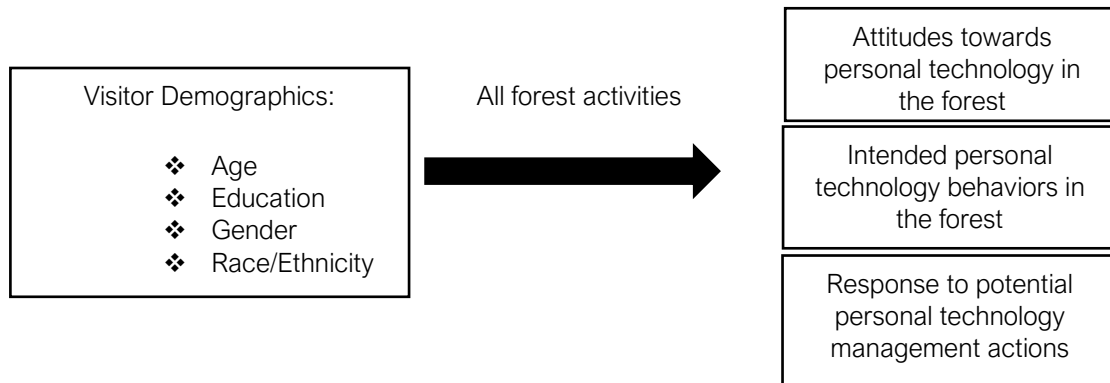 Visitor Demographics:
❖ Age
❖ Education
❖ Gender
❖ Race/Ethnicity
All forest activities
Attitudes towards
personal technology in
the forest
Intended personal
technology behaviors in
the forest
Response to potential
personal technology
management actions